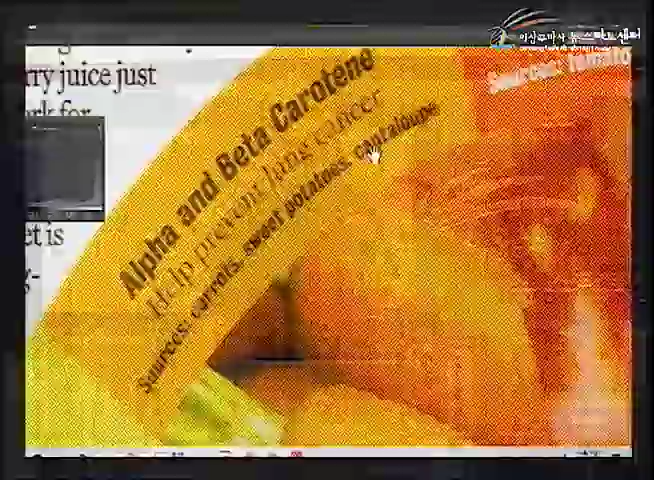 rry juice just
rk for
et is
Alpha and Beta Carotene
Help prevent lung cancer
Sources: carrots, sweet potatoes, cantaloupe
Sources: Tomato